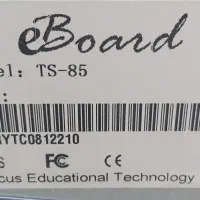 eBoard
el: TS-85
:
YTC0812210
S FC CE
cus Educational Technology